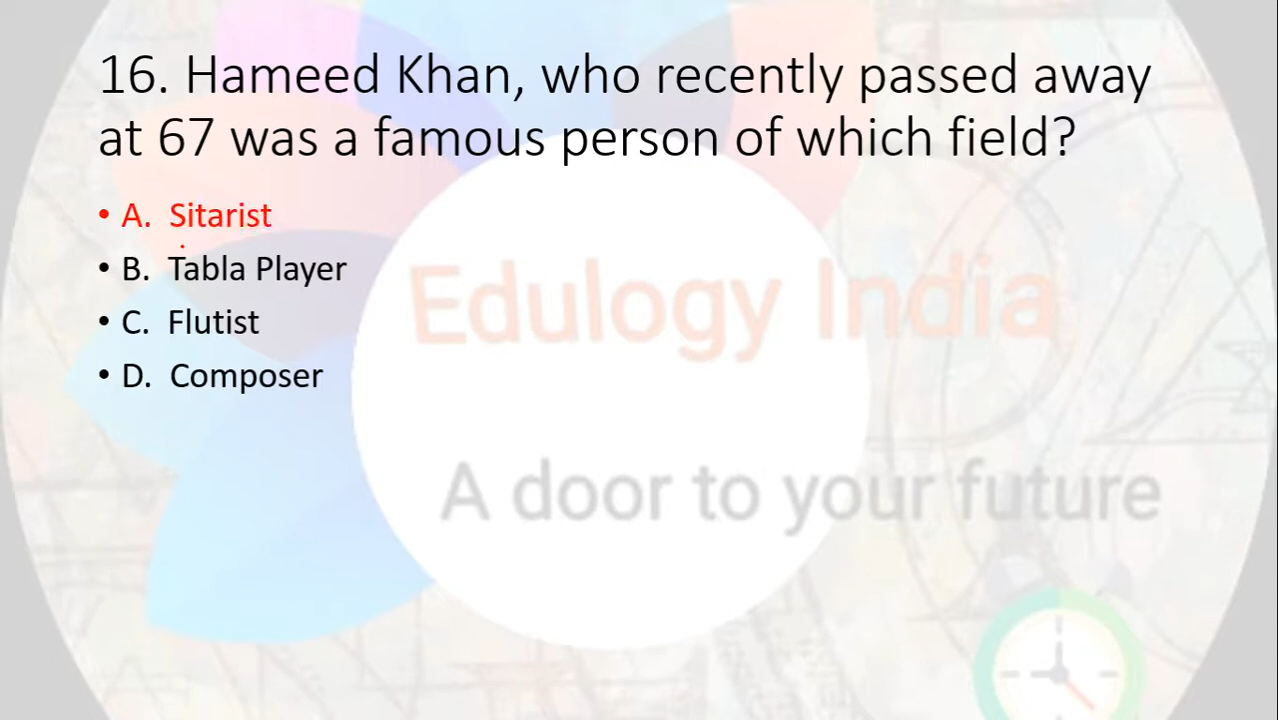 16. Hameed Khan, who recently passed away
at 67 was a famous person of which field?
• A. Sitarist
• B. Tabla Player
• C. Flutist
• D. Composer
Edulogy India
A door to your future